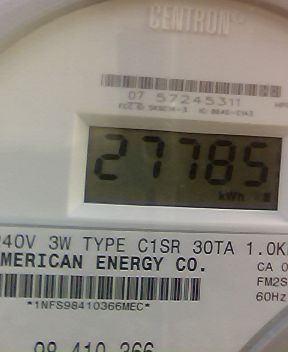 CENTRON
07 57245311
27785
kWh
240V 3W TYPE C1SR 30TA 1.0K
AMERICAN ENERGY CO.
CA 0
FM2S
60Hz
*1NFS98410366MEC*
98 410 366